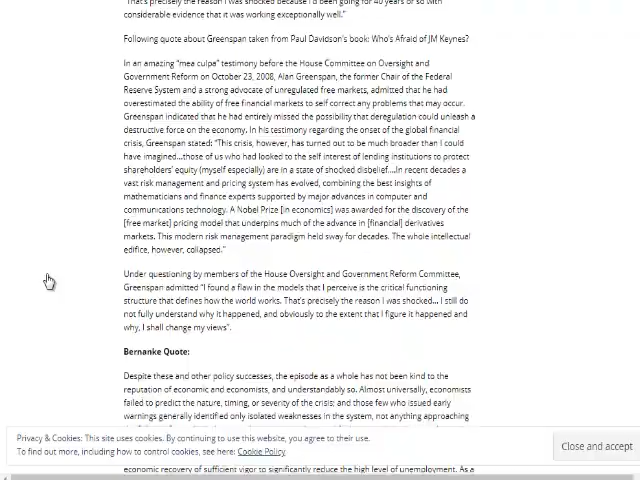 "That's precisely the reason I was shocked because I'd been going for 40 years or so with
considerable evidence that it was working exceptionally well."
Following quote about Greenspan taken from Paul Davidson's book: Who's Afraid of JM Keynes?
In an amazing "mea culpa" testimony before the House Committee on Oversight and
Government Reform on October 23, 2008, Alan Greenspan, the former Chair of the Federal
Reserve System and a strong advocate of unregulated free markets, admitted that he had
overestimated the ability of free financial markets to self correct any problems that may occur.
Greenspan indicated that he had entirely missed the possibility that deregulation could unleash a
destructive force on the economy. In his testimony regarding the onset of the global financial
crisis, Greenspan stated: "This crisis, however, has turned out to be much broader than I could
have imagined...those of us who had looked to the self interest of lending institutions to protect
shareholders' equity (myself especially) are in a state of shocked disbelief....In recent decades a
vast risk management and pricing system has evolved, combining the best insights of
mathematicians and finance experts supported by major advances in computer and
communications technology. A Nobel Prize [in economics] was awarded for the discovery of the
[free market] pricing model that underpins much of the advance in [financial] derivatives
markets. This modern risk management paradigm held sway for decades. The whole intellectual
edifice, however, collapsed."
Under questioning by members of the House Oversight and Government Reform Committee,
Greenspan admitted "I found a flaw in the models that I perceive is the critical functioning
structure that defines how the world works. That's precisely the reason I was shocked... I still do
not fully understand why it happened, and obviously to the extent that I figure it happened and
why, I shall change my views".
Bernanke Quote:
Despite these and other policy successes, the episode as a whole has not been kind to the
reputation of economic and economists, and understandably so. Almost universally, economists
failed to predict the nature, timing, or severity of the crisis; and those few who issued early
warnings generally identified only isolated weaknesses in the system, not anything approaching
Privacy & Cookies: This site uses cookies. By continuing to use this website, you agree to their use.
To find out more, including how to control cookies, see here: Cookie Policy
Close and accept
economic recovery of sufficient vigor to significantly reduce the high level of unemployment. As a